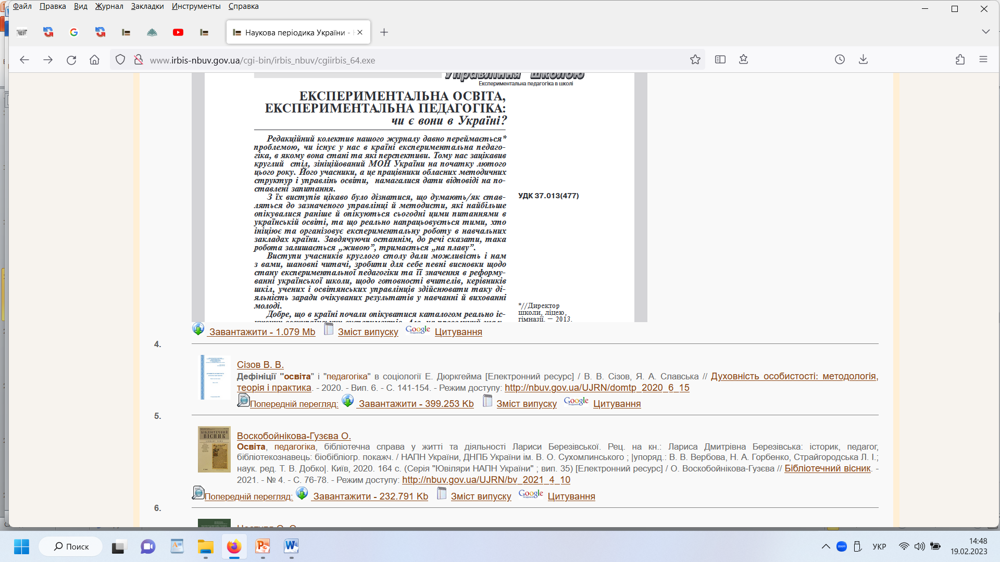 Файл Правка Вид Журнал Закладки Инструменты Справка
Наукова періодика України -
www.irbis-nbuv.gov.ua/cgi-bin/irbis_nbuv/cgiirbis_64.exe
Управління школою
Експериментальна педагогіка в школі
ЕКСПЕРИМЕНТАЛЬНА ОСВІТА,
ЕКСПЕРИМЕНТАЛЬНА ПЕДАГОГІКА:
чи є вони в Україні?
Редакційний колектив нашого журналу давно переймається*
проблемою, чи існує у нас в країні експериментальна педаго-
гіка, в якому вона стані та які перспективи. Тому нас зацікавив
круглий стіл, зініційований МОН України на початку лютого
цього року. Його учасники, а це працівники обласних методичних
структур і управлінь освіти, намагалися дати відповіді на по-
ставлені запитання.
З їх виступів цікаво було дізнатися, що думають/як став-
ляться до зазначеного управлінці й методисти, які найбільше
опікувалися раніше й опікуються сьогодні цими питаннями в
українській освіті, та що реально напрацьовується тими, хто
ініціює та організовує експериментальну роботу в навчальних
закладах країни. Завдячуючи останнім, до речі сказати, така
робота залишається „живою”, тримається „на плаву”.
Виступи учасників круглого столу дали можливість і нам
з вами, шановні читачі, зробити для себе певні висновки щодо
стану експериментальної педагогіки та її значення в реформу-
ванні української школи, щодо готовності вчителів, керівників
шкіл, учених і освітянських управлінців здійснювати таку ді-
яльність заради очікуваних результатів у навчанні й вихованні
молоді.
Добре, що в країні почали опікуватися каталогом реально іс-
УДК 37.013(477)
*//Директор
школи, ліцею,
гімназії. – 2013.
Завантажити - 1.079 Mb Зміст випуску Google Цитування
4.
Сізов В. В.
Дефініції "освіта" і "педагогіка" в соціології Е. Дюркгейма [Електронний ресурс] / В. В. Сізов, Я. А. Славська // Духовність особистості: методологія,
теорія і практика. - 2020. - Вип. 6. - С. 141-154. - Режим доступу: http://nbuv.gov.ua/UJRN/domtp_2020_6_15
Попередній перегляд: Завантажити - 399.253 Kb Зміст випуску Google Цитування
5.
БІБЛІОТЕЧНИЙ
ВІСНИК
Воскобойнікова-Гузєва О.
Освіта, педагогіка, бібліотечна справа у житті та діяльності Лариси Березівської. Рец. на кн.: Лариса Дмитрівна Березівська: історик, педагог,
бібліотекознавець: біобібліогр. покажч. / НАПН України, ДНПБ України ім. В. О. Сухомлинського ; |упоряд.: В. В. Вербова, Н. А. Горбенко, Страйгородська Л. І.;
наук. ред. Т. В. Добко|. Київ, 2020. 164 с. (Серія "Ювіляри НАПН України" ; вип. 35) [Електронний ресурс] / О. Воскобойнікова-Гузєва // Бібліотечний вісник. -
2021. - № 4. - С. 76-78. - Режим доступу: http://nbuv.gov.ua/UJRN/bv_2021_4_10
Попередній перегляд: Завантажити - 232.791 Kb Зміст випуску Google Цитування
6.
Поиск
zoom
УКР
14:48
19.02.2023